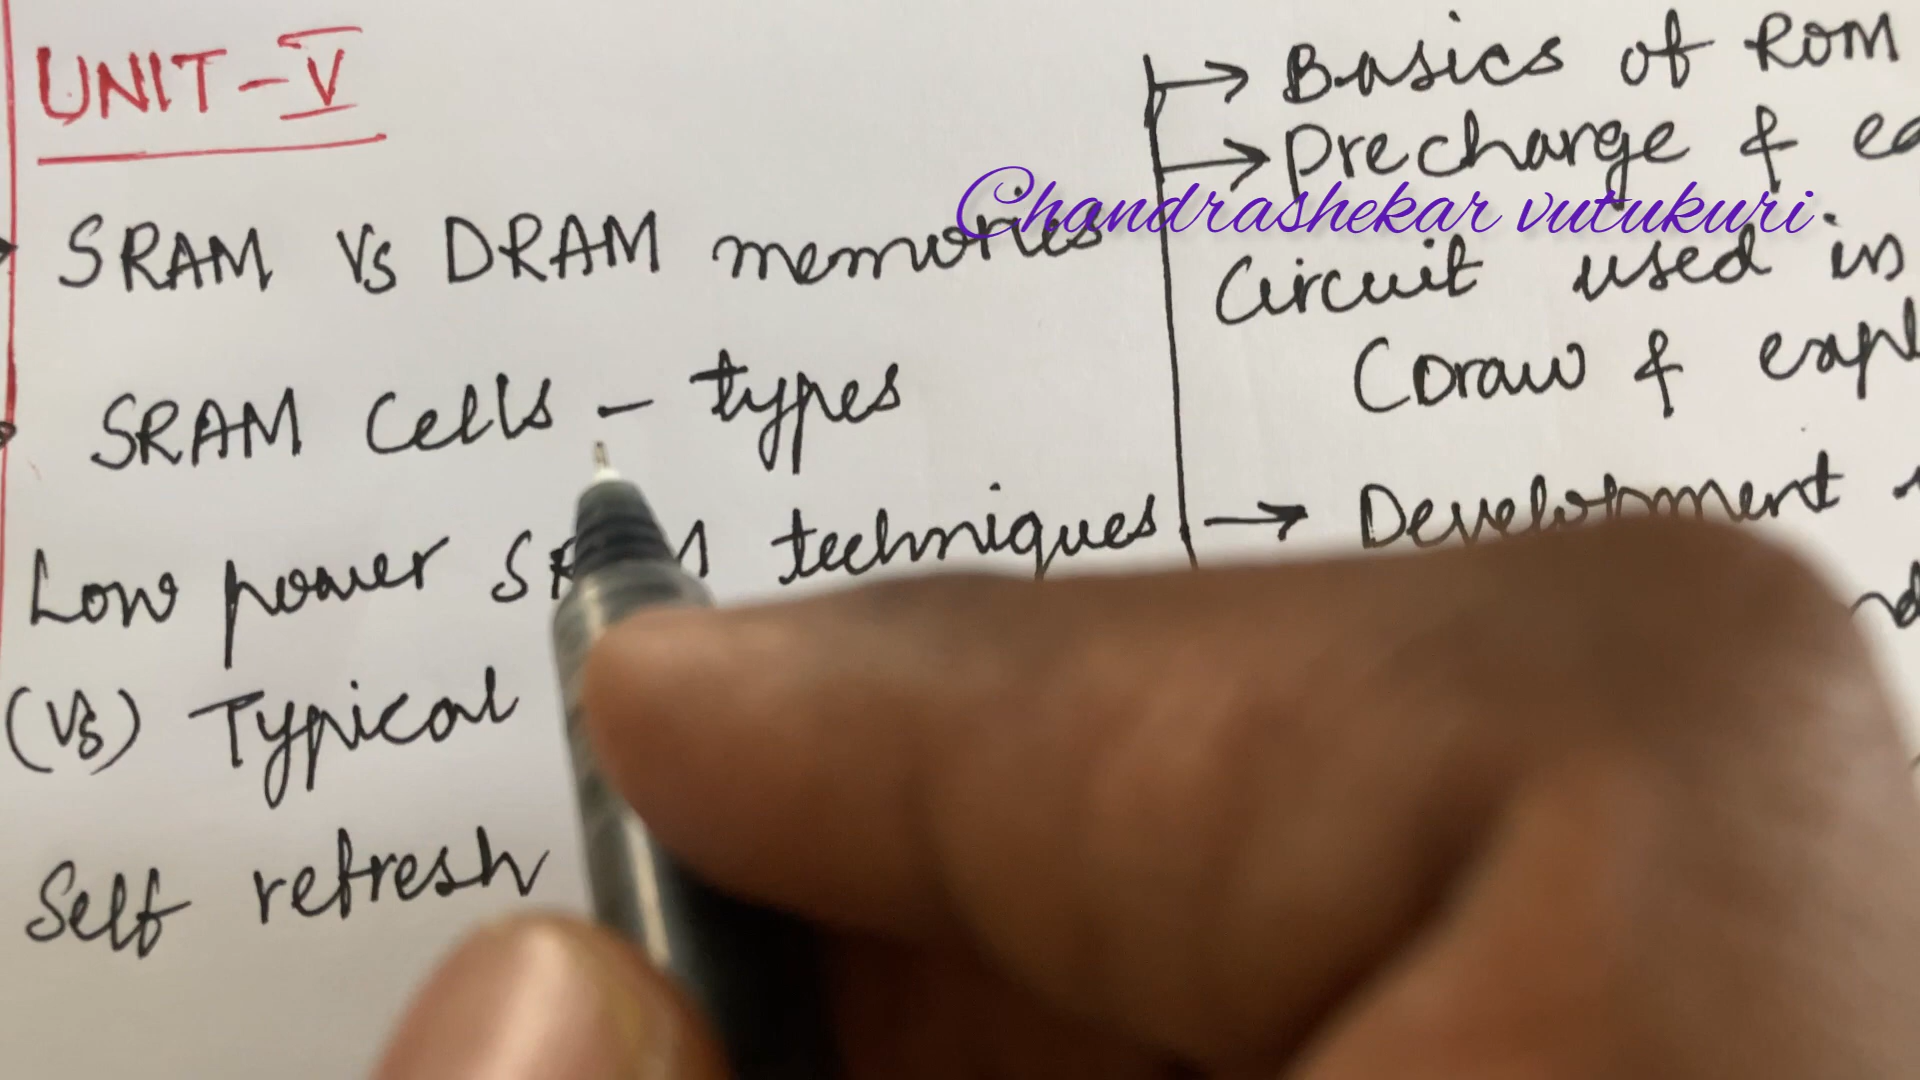 UNIT-V
SRAM Vs DRAM memories
SRAM Cells - types
Low power techniques
(Vs) Typical
Self refresh
→ Basics of ROM
→ Precharge &
Circuit used in
(Draw &
→ Development
Chandrashekar vutukuri.